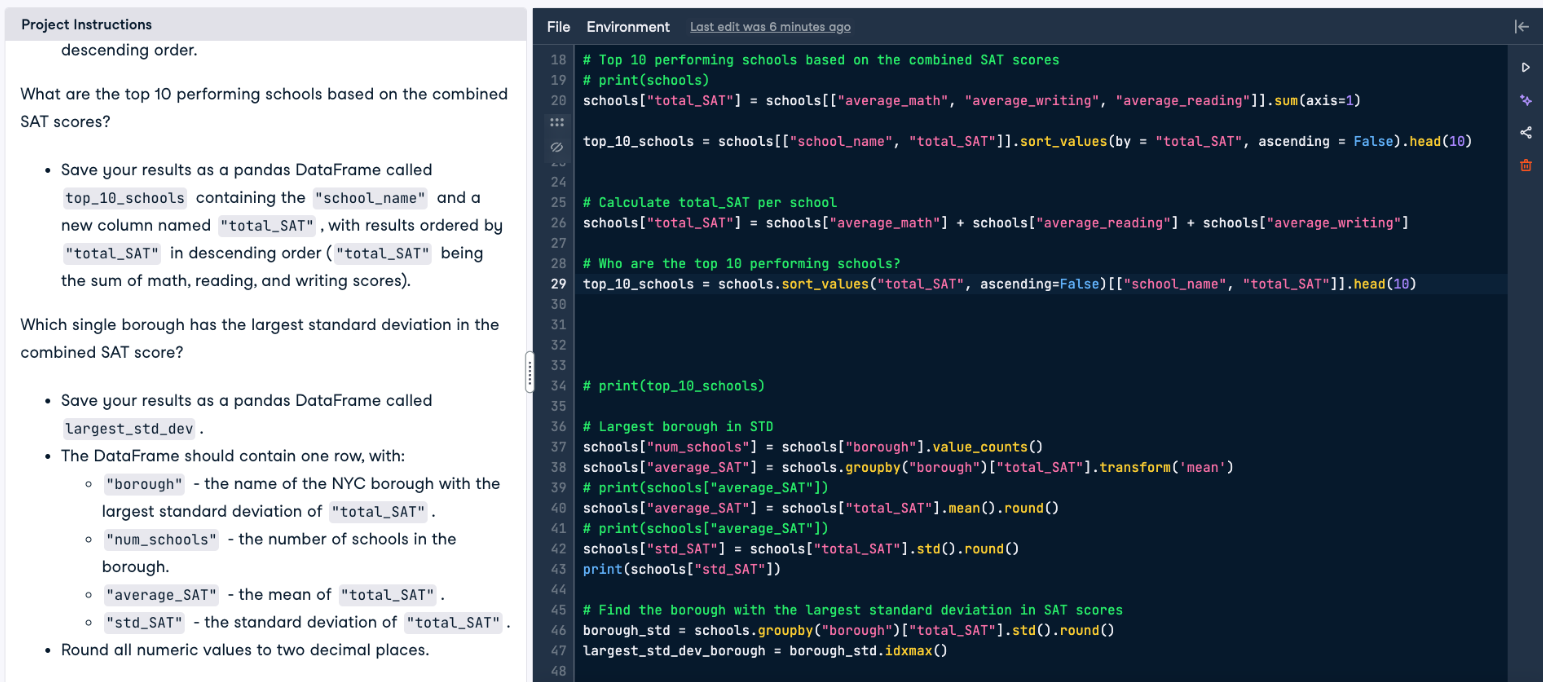 Project Instructions
descending order.
What are the top 10 performing schools based on the combined
SAT scores?
• Save your results as a pandas DataFrame called
top_10_schools containing the "school_name" and a
new column named "total_SAT" , with results ordered by
"total_SAT" in descending order ( "total_SAT" being
the sum of math, reading, and writing scores).
Which single borough has the largest standard deviation in the
combined SAT score?
• Save your results as a pandas DataFrame called
largest_std_dev .
• The DataFrame should contain one row, with:
◦ "borough" - the name of the NYC borough with the
largest standard deviation of "total_SAT" .
◦ "num_schools" - the number of schools in the
borough.
◦ "average_SAT" - the mean of "total_SAT" .
◦ "std_SAT" - the standard deviation of "total_SAT" .
• Round all numeric values to two decimal places.
File Environment Last edit was 6 minutes ago
18 # Top 10 performing schools based on the combined SAT scores
19 # print(schools)
20 schools["total_SAT"] = schools[["average_math", "average_writing", "average_reading"]].sum(axis=1)
top_10_schools = schools[["school_name", "total_SAT"]].sort_values(by = "total_SAT", ascending = False).head(10)
24
25 # Calculate total_SAT per school
26 schools["total_SAT"] = schools["average_math"] + schools["average_reading"] + schools["average_writing"]
27
28 # Who are the top 10 performing schools?
29 top_10_schools = schools.sort_values("total_SAT", ascending=False)[["school_name", "total_SAT"]].head(10)
30
31
32
33
34 # print(top_10_schools)
35
36 # Largest borough in STD
37 schools["num_schools"] = schools["borough"].value_counts()
38 schools["average_SAT"] = schools.groupby("borough")["total_SAT"].transform('mean')
39 # print(schools["average_SAT"])
40 schools["average_SAT"] = schools["total_SAT"].mean().round()
41 # print(schools["average_SAT"])
42 schools["std_SAT"] = schools["total_SAT"].std().round()
43 print(schools["std_SAT"])
44
45 # Find the borough with the largest standard deviation in SAT scores
46 borough_std = schools.groupby("borough")["total_SAT"].std().round()
47 largest_std_dev_borough = borough_std.idxmax()
48